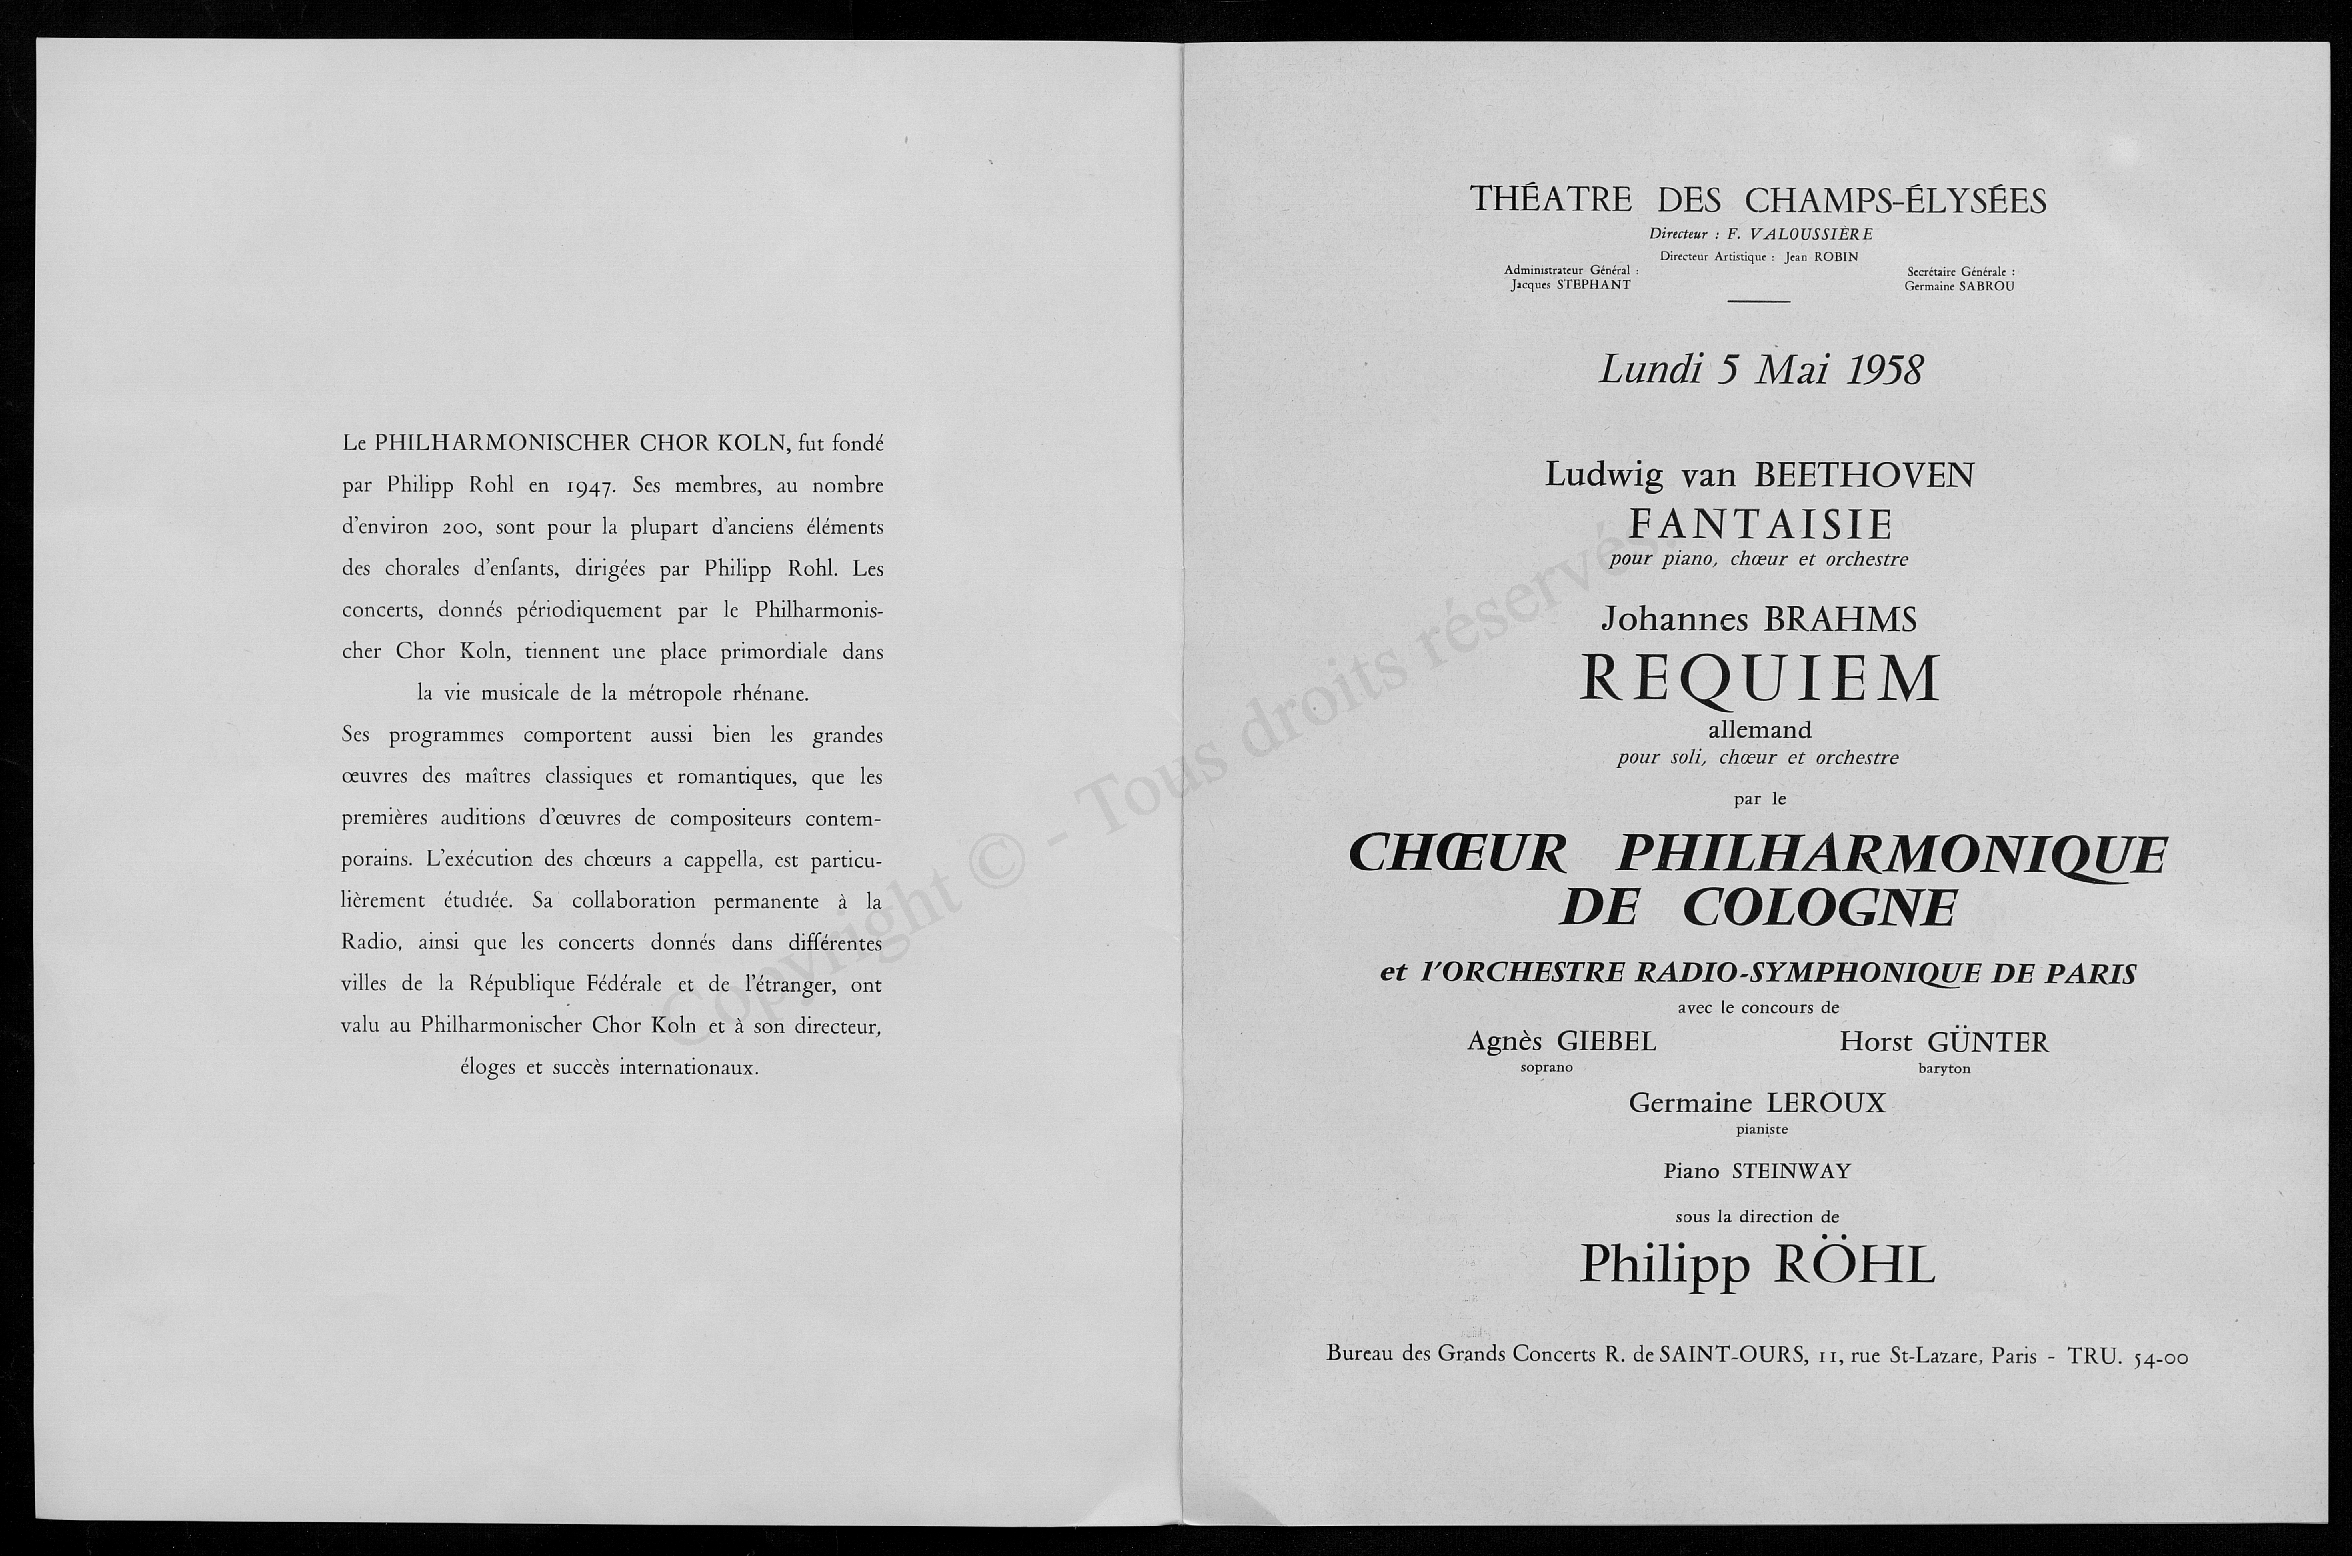 Le PHILHARMONISCHER CHOR KOLN, fut fondé
par Philipp Rohl en 1947. Ses membres, au nombre
d'environ 200, sont pour la plupart d'anciens éléments
des chorales d'enfants, dirigées par Philipp Rohl. Les
concerts, donnés périodiquement par le Philharmonis-
cher Chor Koln, tiennent une place primordiale dans
la vie musicale de la métropole rhénane.
Ses programmes comportent aussi bien les grandes
œuvres des maîtres classiques et romantiques, que les
premières auditions d'œuvres de compositeurs contem-
porains. L'exécution des chœurs a cappella, est particu-
lièrement étudiée. Sa collaboration permanente à la
Radio, ainsi que les concerts donnés dans différentes
villes de la République Fédérale et de l'étranger, ont
valu au Philharmonischer Chor Koln et à son directeur,
éloges et succès internationaux.
THÉATRE DES CHAMPS-ÉLYSÉES
Directeur : F. VALOUSSIÈRE
Directeur Artistique : Jean ROBIN
Administrateur Général :
Jacques STEPHANT
Secrétaire Générale :
Germaine SABROU
Lundi 5 Mai 1958
Ludwig van BEETHOVEN
FANTAISIE
pour piano, chœur et orchestre
Johannes BRAHMS
REQUIEM
allemand
pour soli, chœur et orchestre
par le
CHŒUR PHILHARMONIQUE
DE COLOGNE
et l'ORCHESTRE RADIO-SYMPHONIQUE DE PARIS
avec le concours de
Agnès GIEBEL
soprano
Horst GÜNTER
baryton
Germaine LEROUX
pianiste
Piano STEINWAY
sous la direction de
Philipp RÖHL
Bureau des Grands Concerts R. de SAINT-OURS, 11, rue St-Lazare, Paris - TRU. 54-00
Copyright © - Tous droits réservés.